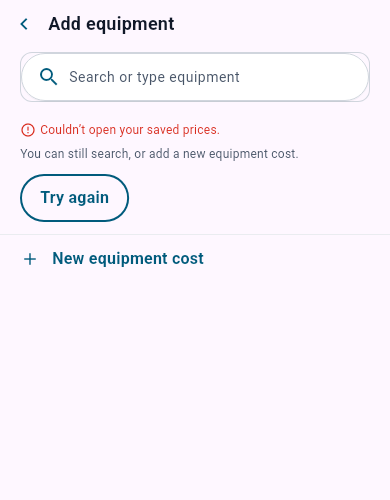 Add equipment
Search or type equipment
Couldn’t open your saved prices.
You can still search, or add a new equipment cost.
Try again
New equipment cost